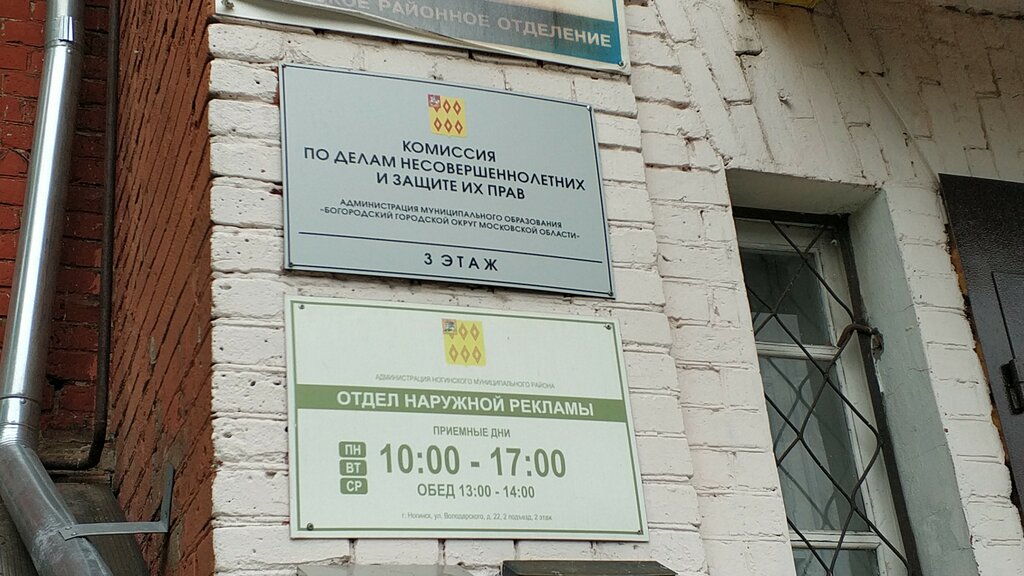 РАЙОННОЕ ОТДЕЛЕНИЕ
КОМИССИЯ
ПО ДЕЛАМ НЕСОВЕРШЕННОЛЕТНИХ
И ЗАЩИТЕ ИХ ПРАВ
АДМИНИСТРАЦИЯ МУНИЦИПАЛЬНОГО ОБРАЗОВАНИЯ
«БОГОРОДСКИЙ ГОРОДСКОЙ ОКРУГ МОСКОВСКОЙ ОБЛАСТИ»
3 ЭТАЖ
АДМИНИСТРАЦИЯ НОГИНСКОГО МУНИЦИПАЛЬНОГО РАЙОНА
ОТДЕЛ НАРУЖНОЙ РЕКЛАМЫ
ПРИЕМНЫЕ ДНИ
ПН
ВТ
СР
10:00 - 17:00
ОБЕД 13:00 - 14:00
г. Ногинск, ул. Володарского, д. 22, 2 подъезд, 2 этаж